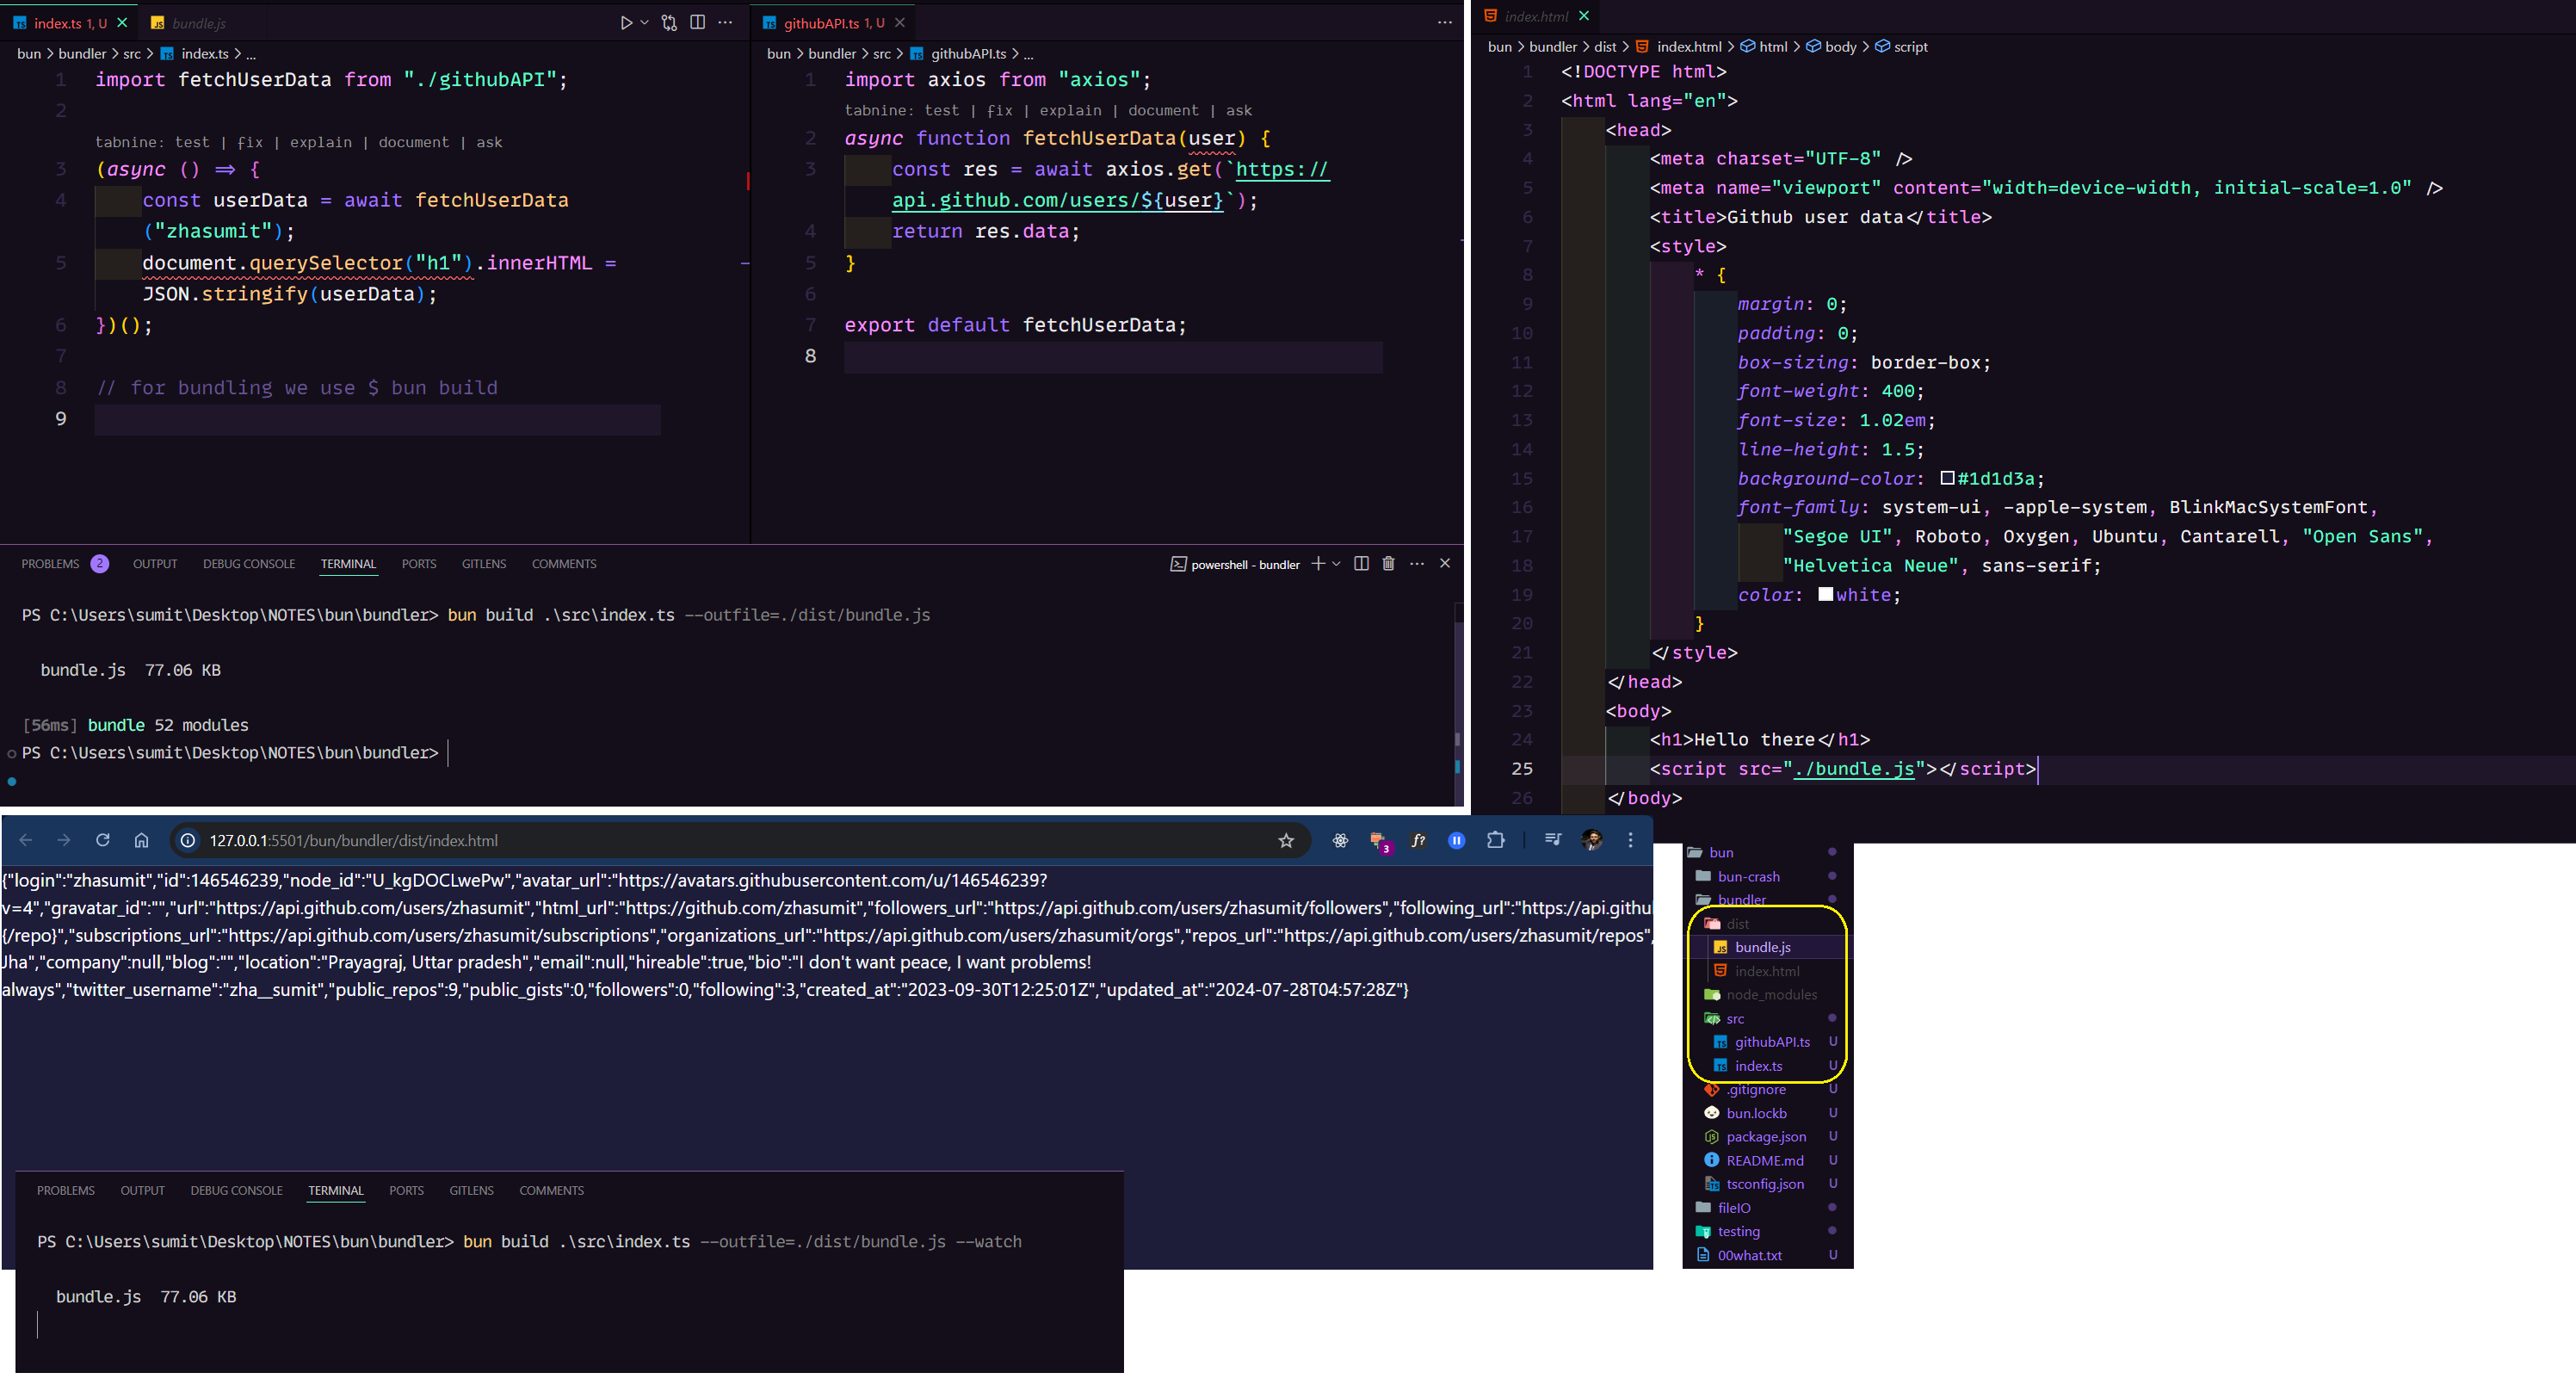 index.ts 1, U
bundle.js
bun > bundler > src > index.ts > ...
1 import fetchUserData from "./githubAPI";
2
tabnine: test | fix | explain | document | ask
3 (async () => {
4 const userData = await fetchUserData
("zhasumit");
5 document.querySelector("h1").innerHTML =
JSON.stringify(userData);
6 })();
7
8 // for bundling we use $ bun build
9
githubAPI.ts 1, U
bun > bundler > src > githubAPI.ts > ...
1 import axios from "axios";
tabnine: test | fix | explain | document | ask
2 async function fetchUserData(user) {
3 const res = await axios.get(`https://
api.github.com/users/${user}`);
4 return res.data;
5 }
6
7 export default fetchUserData;
8
index.html
bun > bundler > dist > index.html > html > body > script
1 <!DOCTYPE html>
2 <html lang="en">
3 <head>
4 <meta charset="UTF-8" />
5 <meta name="viewport" content="width=device-width, initial-scale=1.0" />
6 <title>Github user data</title>
7 <style>
8 * {
9 margin: 0;
10 padding: 0;
11 box-sizing: border-box;
12 font-weight: 400;
13 font-size: 1.02em;
14 line-height: 1.5;
15 background-color: #1d1d3a;
16 font-family: system-ui, -apple-system, BlinkMacSystemFont,
17 "Segoe UI", Roboto, Oxygen, Ubuntu, Cantarell, "Open Sans",
18 "Helvetica Neue", sans-serif;
19 color: white;
20 }
21 </style>
22 </head>
23 <body>
24 <h1>Hello there</h1>
25 <script src="./bundle.js"></script>
26 </body>
PROBLEMS 2 OUTPUT DEBUG CONSOLE TERMINAL PORTS GITLENS COMMENTS
powershell - bundler
PS C:\Users\sumit\Desktop\NOTES\bun\bundler> bun build .\src\index.ts --outfile=./dist/bundle.js
bundle.js 77.06 KB
[56ms] bundle 52 modules
PS C:\Users\sumit\Desktop\NOTES\bun\bundler>
127.0.0.1:5501/bun/bundler/dist/index.html
f?
3
{"login":"zhasumit","id":146546239,"node_id":"U_kgDOCLwePw","avatar_url":"https://avatars.githubusercontent.com/u/146546239?
v=4","gravatar_id":"","url":"https://api.github.com/users/zhasumit","html_url":"https://github.com/zhasumit","followers_url":"https://api.github.com/users/zhasumit/followers","following_url":"https://api.githu
{/repo}","subscriptions_url":"https://api.github.com/users/zhasumit/subscriptions","organizations_url":"https://api.github.com/users/zhasumit/orgs","repos_url":"https://api.github.com/users/zhasumit/repos",
Jha","company":null,"blog":"","location":"Prayagraj, Uttar pradesh","email":null,"hireable":true,"bio":"I don't want peace, I want problems!
always","twitter_username":"zha__sumit","public_repos":9,"public_gists":0,"followers":0,"following":3,"created_at":"2023-09-30T12:25:01Z","updated_at":"2024-07-28T04:57:28Z"}
PROBLEMS OUTPUT DEBUG CONSOLE TERMINAL PORTS GITLENS COMMENTS
PS C:\Users\sumit\Desktop\NOTES\bun\bundler> bun build .\src\index.ts --outfile=./dist/bundle.js --watch
bundle.js 77.06 KB
bun
bun-crash
bundler
dist
bundle.js
index.html
node_modules
src
githubAPI.ts U
index.ts U
.gitignore U
bun.lockb U
package.json U
README.md U
tsconfig.json U
fileIO
testing
00what.txt U